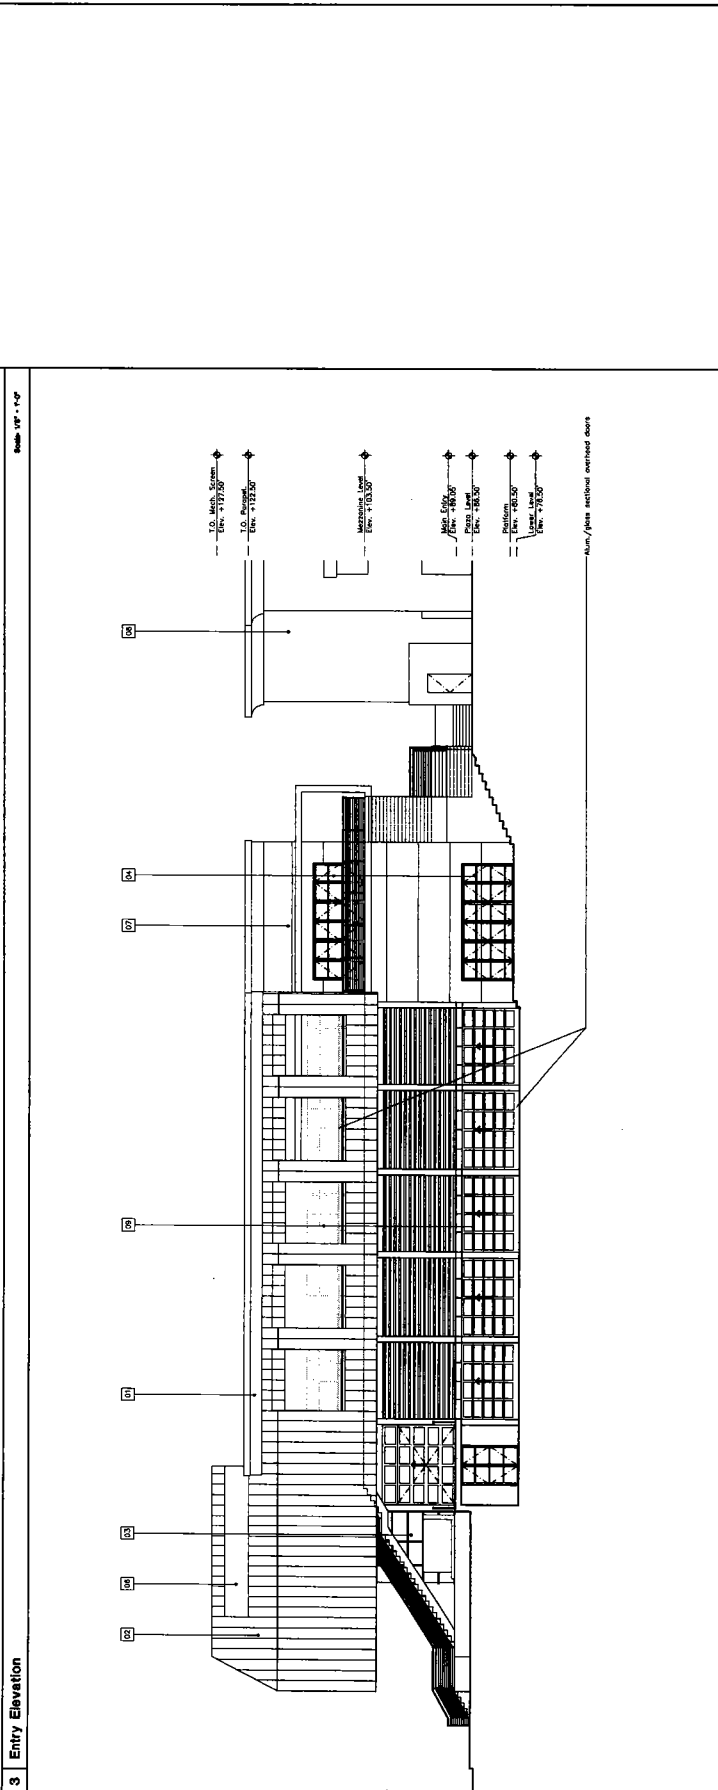 3 Entry Elevation
Scale: 1/8" = 1'-0"
02
06
03
01
09
07
04
08
T.O. Mech. Screen
Elev. +127.50'
T.O. Parapet
Elev. +122.50'
Mezzanine Level
Elev. +103.50'
Main Entry
Elev. +89.05'
Plaza Level
Elev. +86.50'
Platform
Elev. +80.50'
Lower Level
Elev. +78.50'
Alum./glass sectional overhead doors